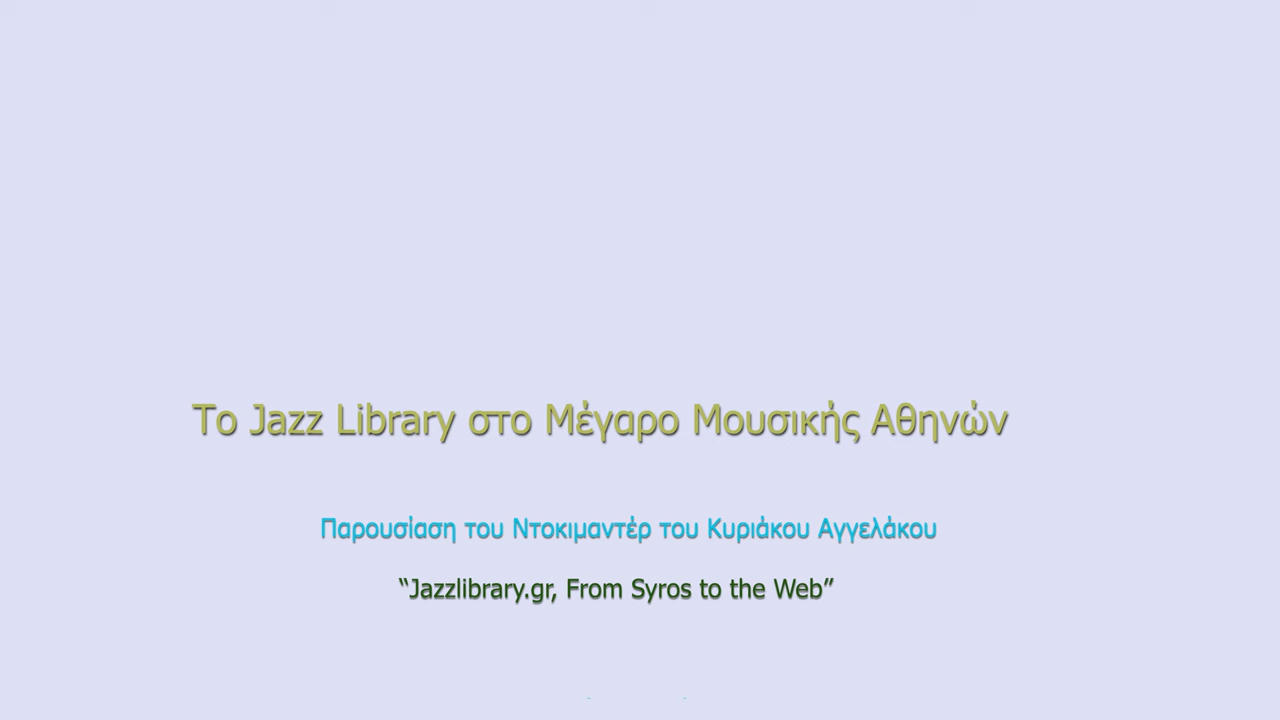 Το Jazz Library στο Μέγαρο Μουσικής Αθηνών
Παρουσίαση του Ντοκιμαντέρ του Κυριάκου Αγγελάκου
“Jazzlibrary.gr, From Syros to the Web”